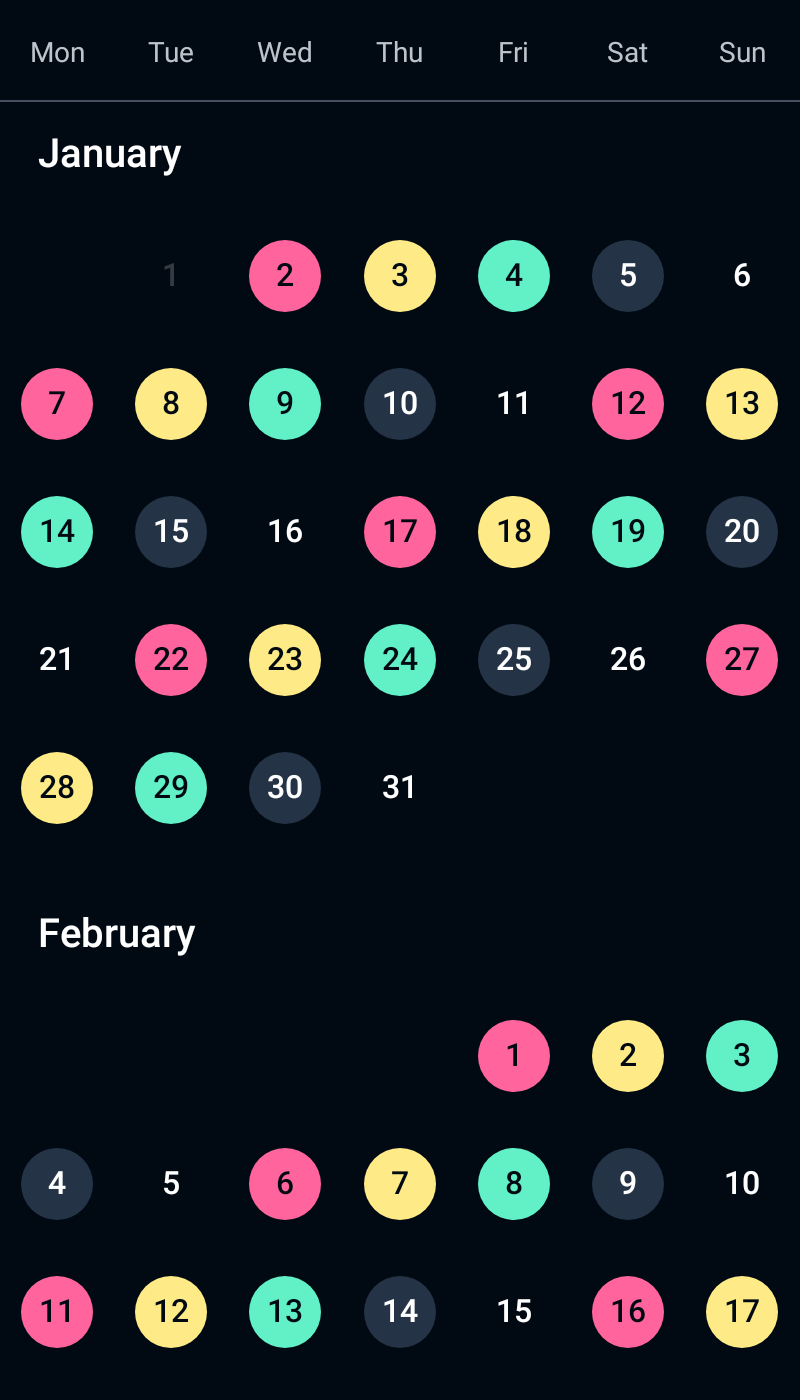 Mon Tue Wed Thu Fri Sat Sun
January
1 2 3 4 5 6
7 8 9 10 11 12 13
14 15 16 17 18 19 20
21 22 23 24 25 26 27
28 29 30 31
February
1 2 3
4 5 6 7 8 9 10
11 12 13 14 15 16 17